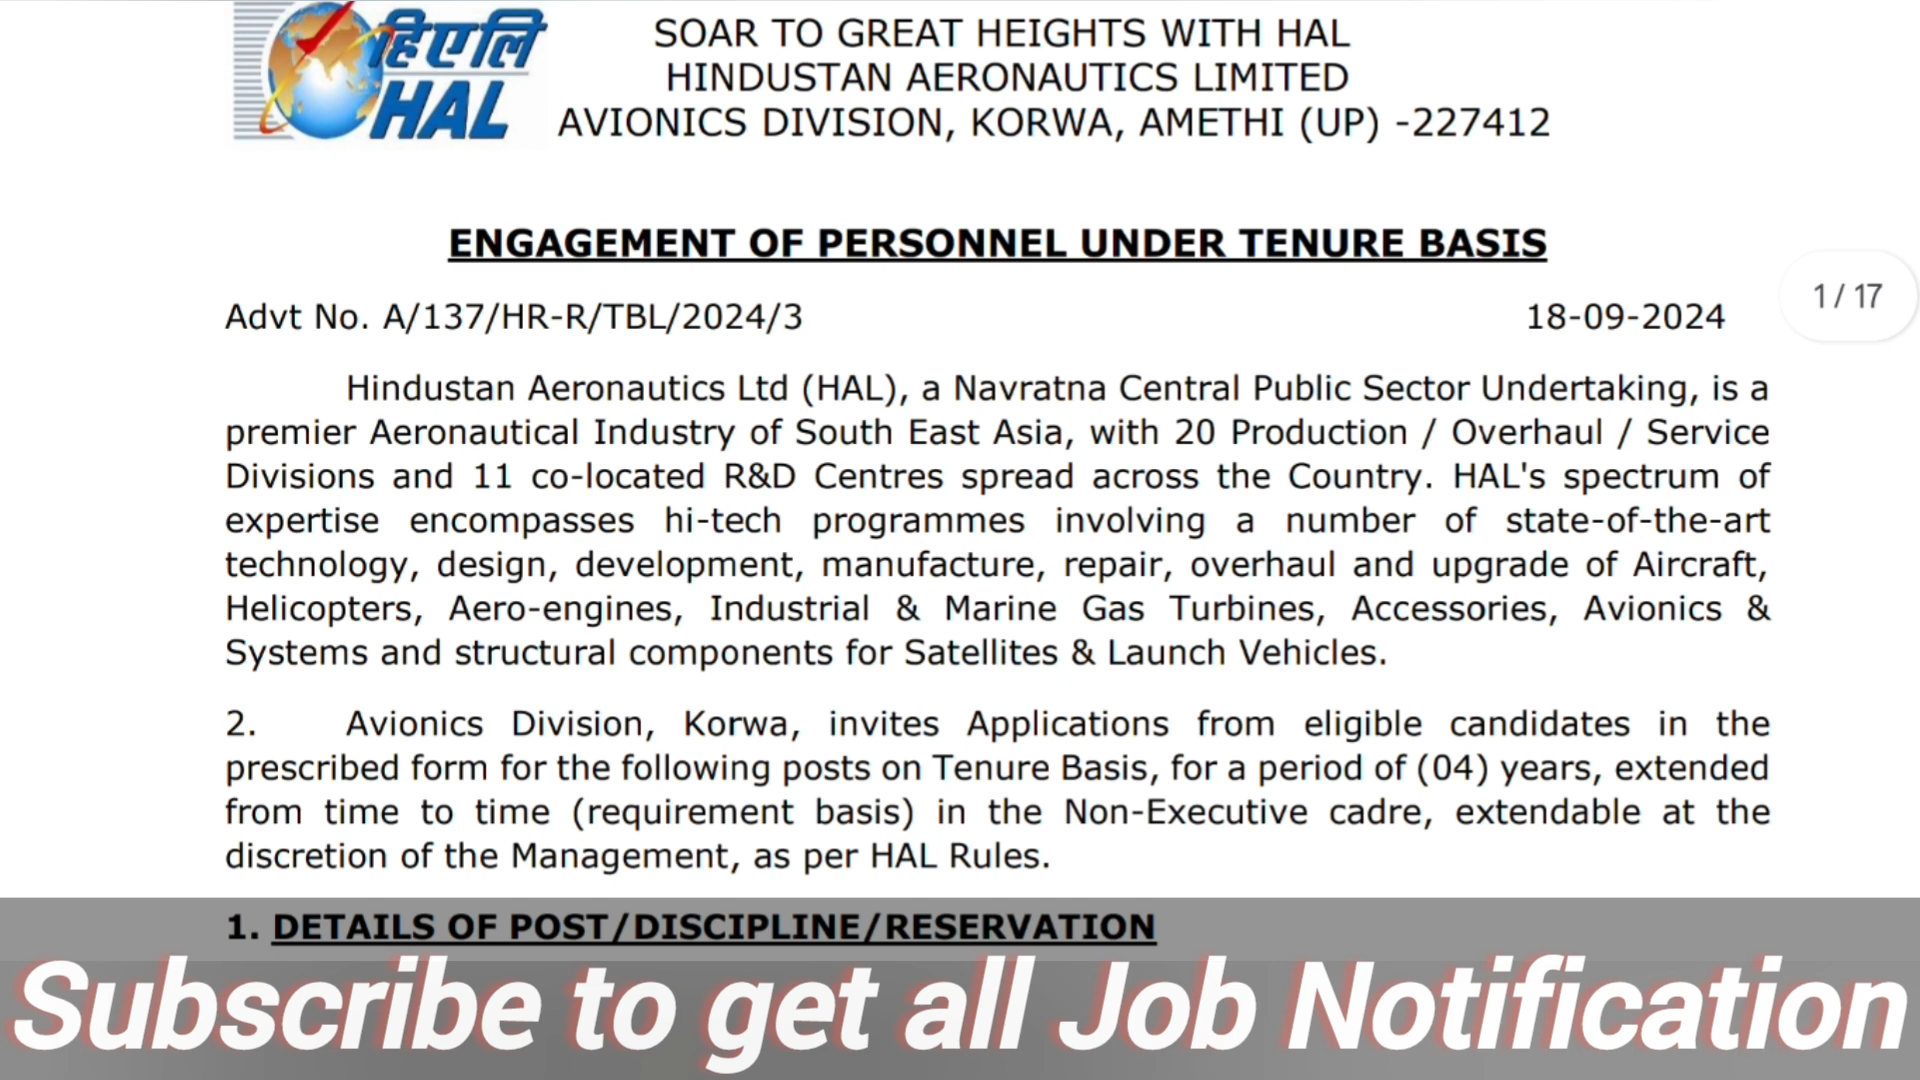 हिएलि
HAL
SOAR TO GREAT HEIGHTS WITH HAL
HINDUSTAN AERONAUTICS LIMITED
AVIONICS DIVISION, KORWA, AMETHI (UP) -227412
ENGAGEMENT OF PERSONNEL UNDER TENURE BASIS
1 / 17
Advt No. A/137/HR-R/TBL/2024/3 18-09-2024
Hindustan Aeronautics Ltd (HAL), a Navratna Central Public Sector Undertaking, is a
premier Aeronautical Industry of South East Asia, with 20 Production / Overhaul / Service
Divisions and 11 co-located R&D Centres spread across the Country. HAL's spectrum of
expertise encompasses hi-tech programmes involving a number of state-of-the-art
technology, design, development, manufacture, repair, overhaul and upgrade of Aircraft,
Helicopters, Aero-engines, Industrial & Marine Gas Turbines, Accessories, Avionics &
Systems and structural components for Satellites & Launch Vehicles.
2. Avionics Division, Korwa, invites Applications from eligible candidates in the
prescribed form for the following posts on Tenure Basis, for a period of (04) years, extended
from time to time (requirement basis) in the Non-Executive cadre, extendable at the
discretion of the Management, as per HAL Rules.
1. DETAILS OF POST/DISCIPLINE/RESERVATION
Subscribe to get all Job Notification